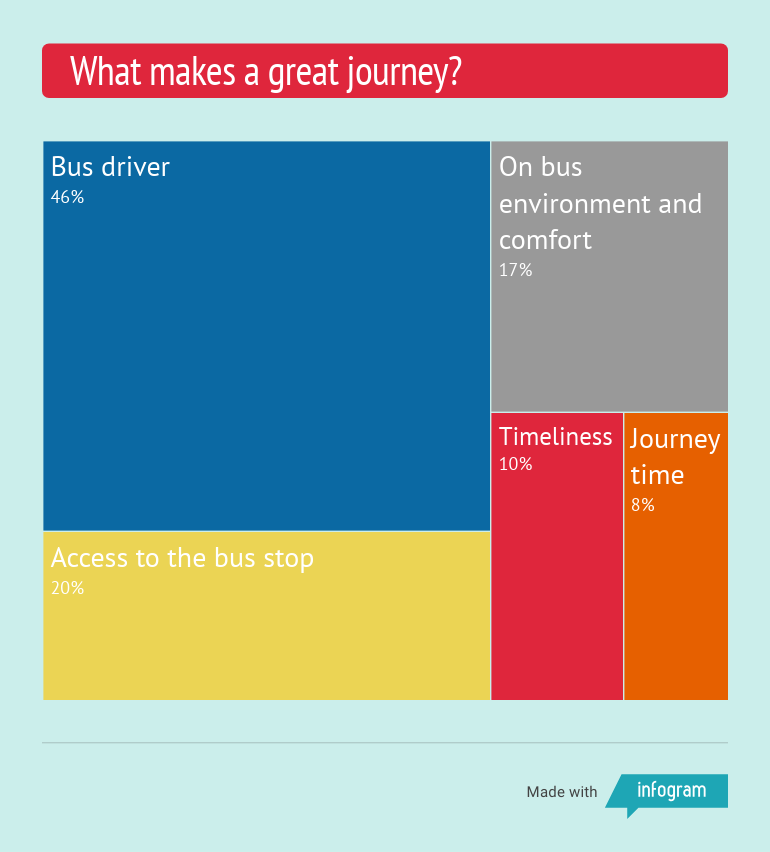 What makes a great journey?
Bus driver
46%
On bus
environment and
comfort
17%
Access to the bus stop
20%
Timeliness
10%
Journey
time
8%
Made with
infogram